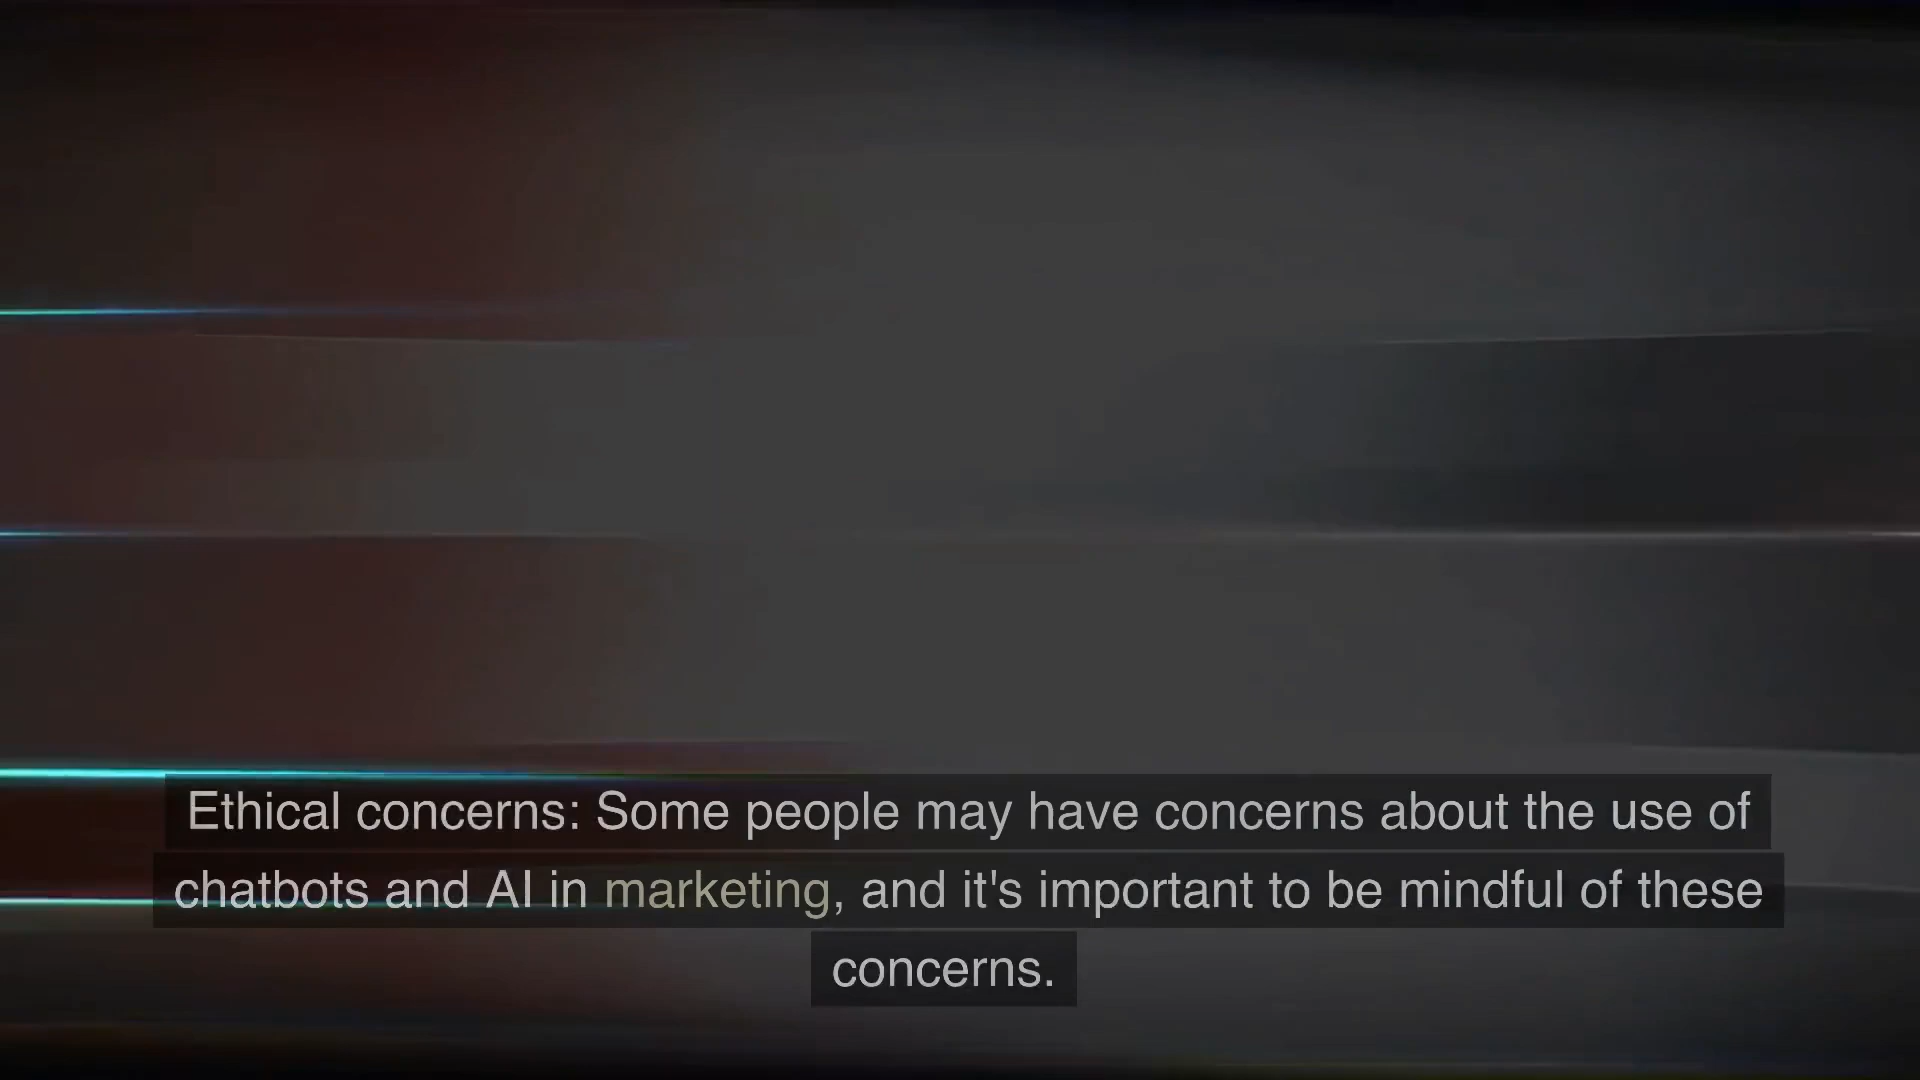 Ethical concerns: Some people may have concerns about the use of
chatbots and AI in marketing, and it's important to be mindful of these
concerns.